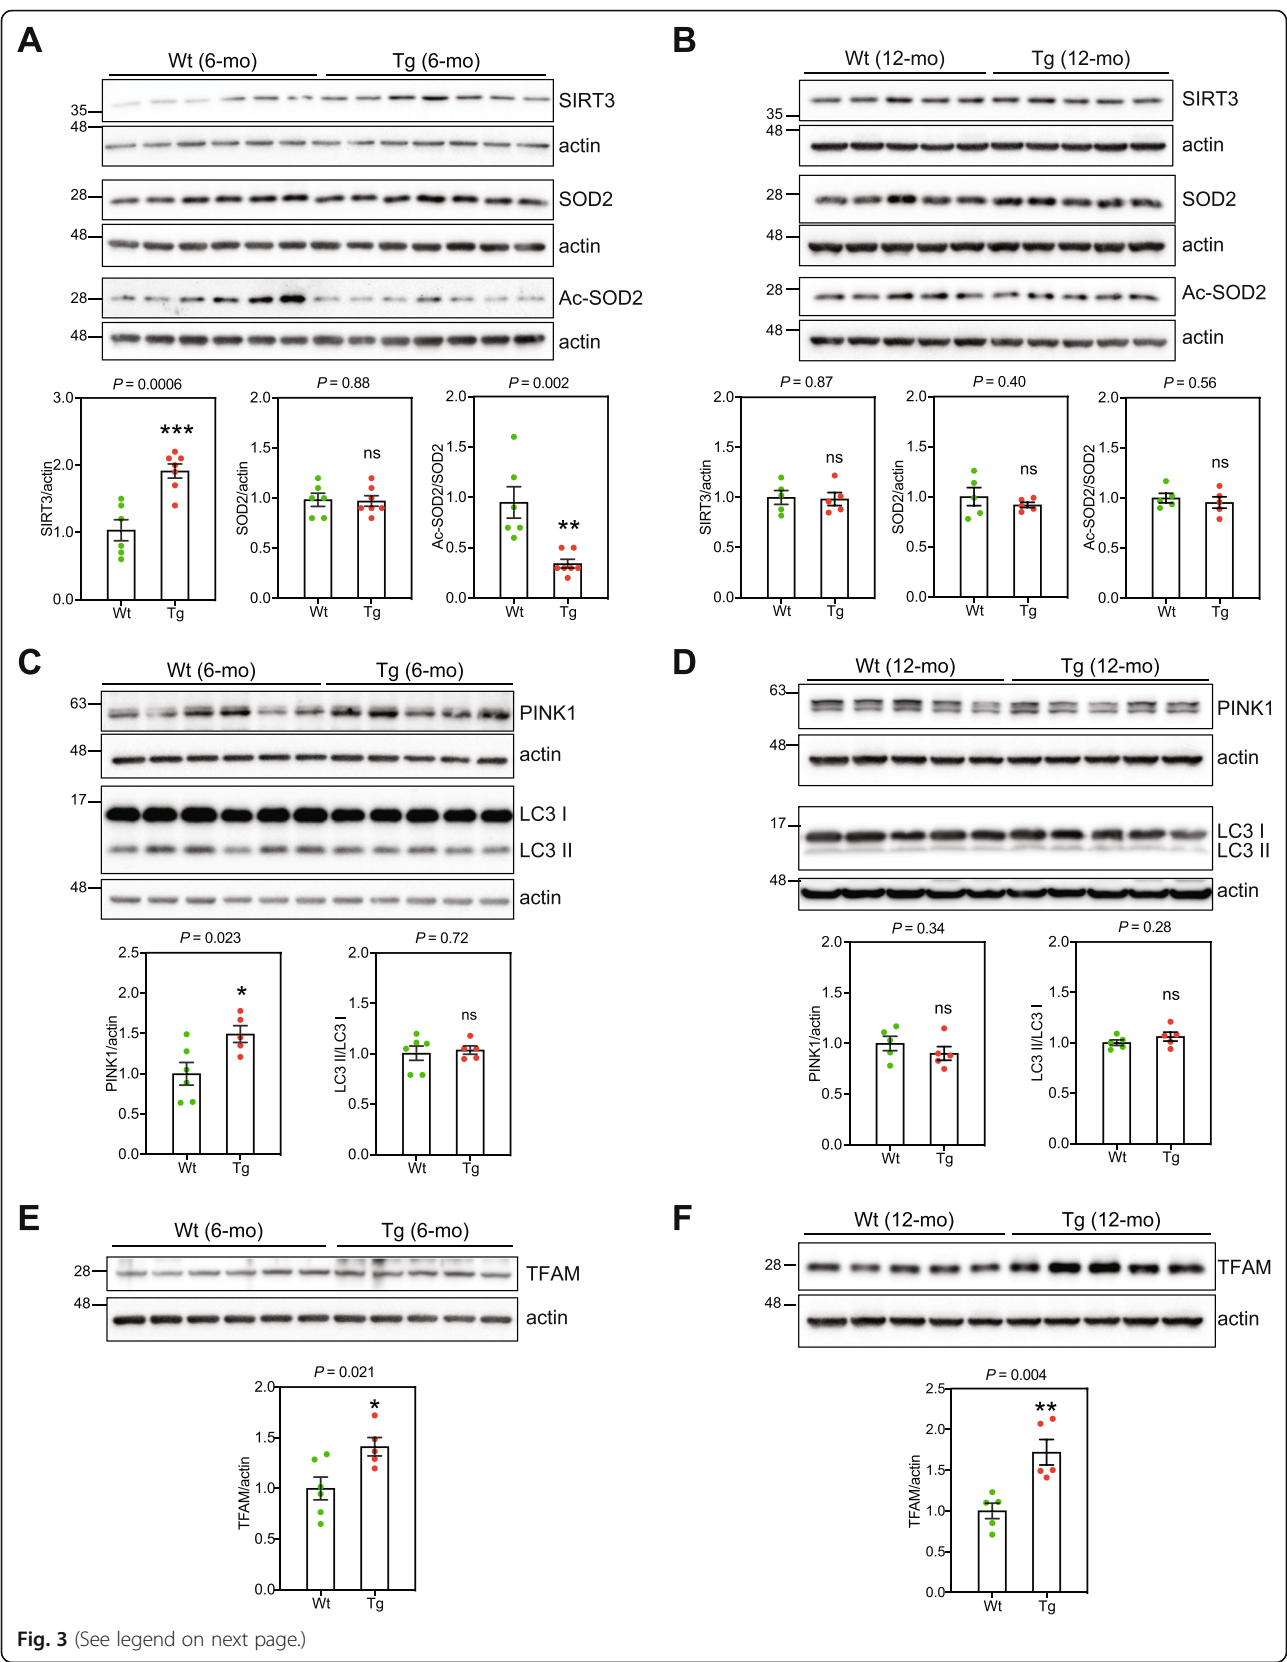 A
Wt (6-mo) Tg (6-mo)
35 SIRT3
48 actin
28 SOD2
48 actin
28 Ac-SOD2
48 actin
P = 0.0006
SIRT3/actin
3.0
2.0
1.0
0.0
***
Wt Tg
P = 0.88
SOD2/actin
2.0
1.5
1.0
0.5
0.0
ns
Wt Tg
P = 0.002
Ac-SOD2/SOD2
2.0
1.5
1.0
0.5
0.0
**
Wt Tg
B
Wt (12-mo) Tg (12-mo)
35 SIRT3
48 actin
28 SOD2
48 actin
28 Ac-SOD2
48 actin
P = 0.87
SIRT3/actin
2.0
1.5
1.0
0.5
0.0
ns
Wt Tg
P = 0.40
SOD2/actin
2.0
1.5
1.0
0.5
0.0
ns
Wt Tg
P = 0.56
Ac-SOD2/SOD2
2.0
1.5
1.0
0.5
0.0
ns
Wt Tg
C
Wt (6-mo) Tg (6-mo)
63 PINK1
48 actin
17 LC3 I
LC3 II
48 actin
P = 0.023
PINK1/actin
2.5
2.0
1.5
1.0
0.5
0.0
*
Wt Tg
P = 0.72
LC3 II/LC3 I
2.0
1.5
1.0
0.5
0.0
ns
Wt Tg
D
Wt (12-mo) Tg (12-mo)
63 PINK1
48 actin
17 LC3 I
LC3 II
48 actin
P = 0.34
PINK1/actin
2.0
1.5
1.0
0.5
0.0
ns
Wt Tg
P = 0.28
LC3 II/LC3 I
2.0
1.5
1.0
0.5
0.0
ns
Wt Tg
E
Wt (6-mo) Tg (6-mo)
28 TFAM
48 actin
P = 0.021
TFAM/actin
2.0
1.5
1.0
0.5
0.0
*
Wt Tg
F
Wt (12-mo) Tg (12-mo)
28 TFAM
48 actin
P = 0.004
TFAM/actin
2.5
2.0
1.5
1.0
0.5
0.0
**
Wt Tg
Fig. 3 (See legend on next page.)